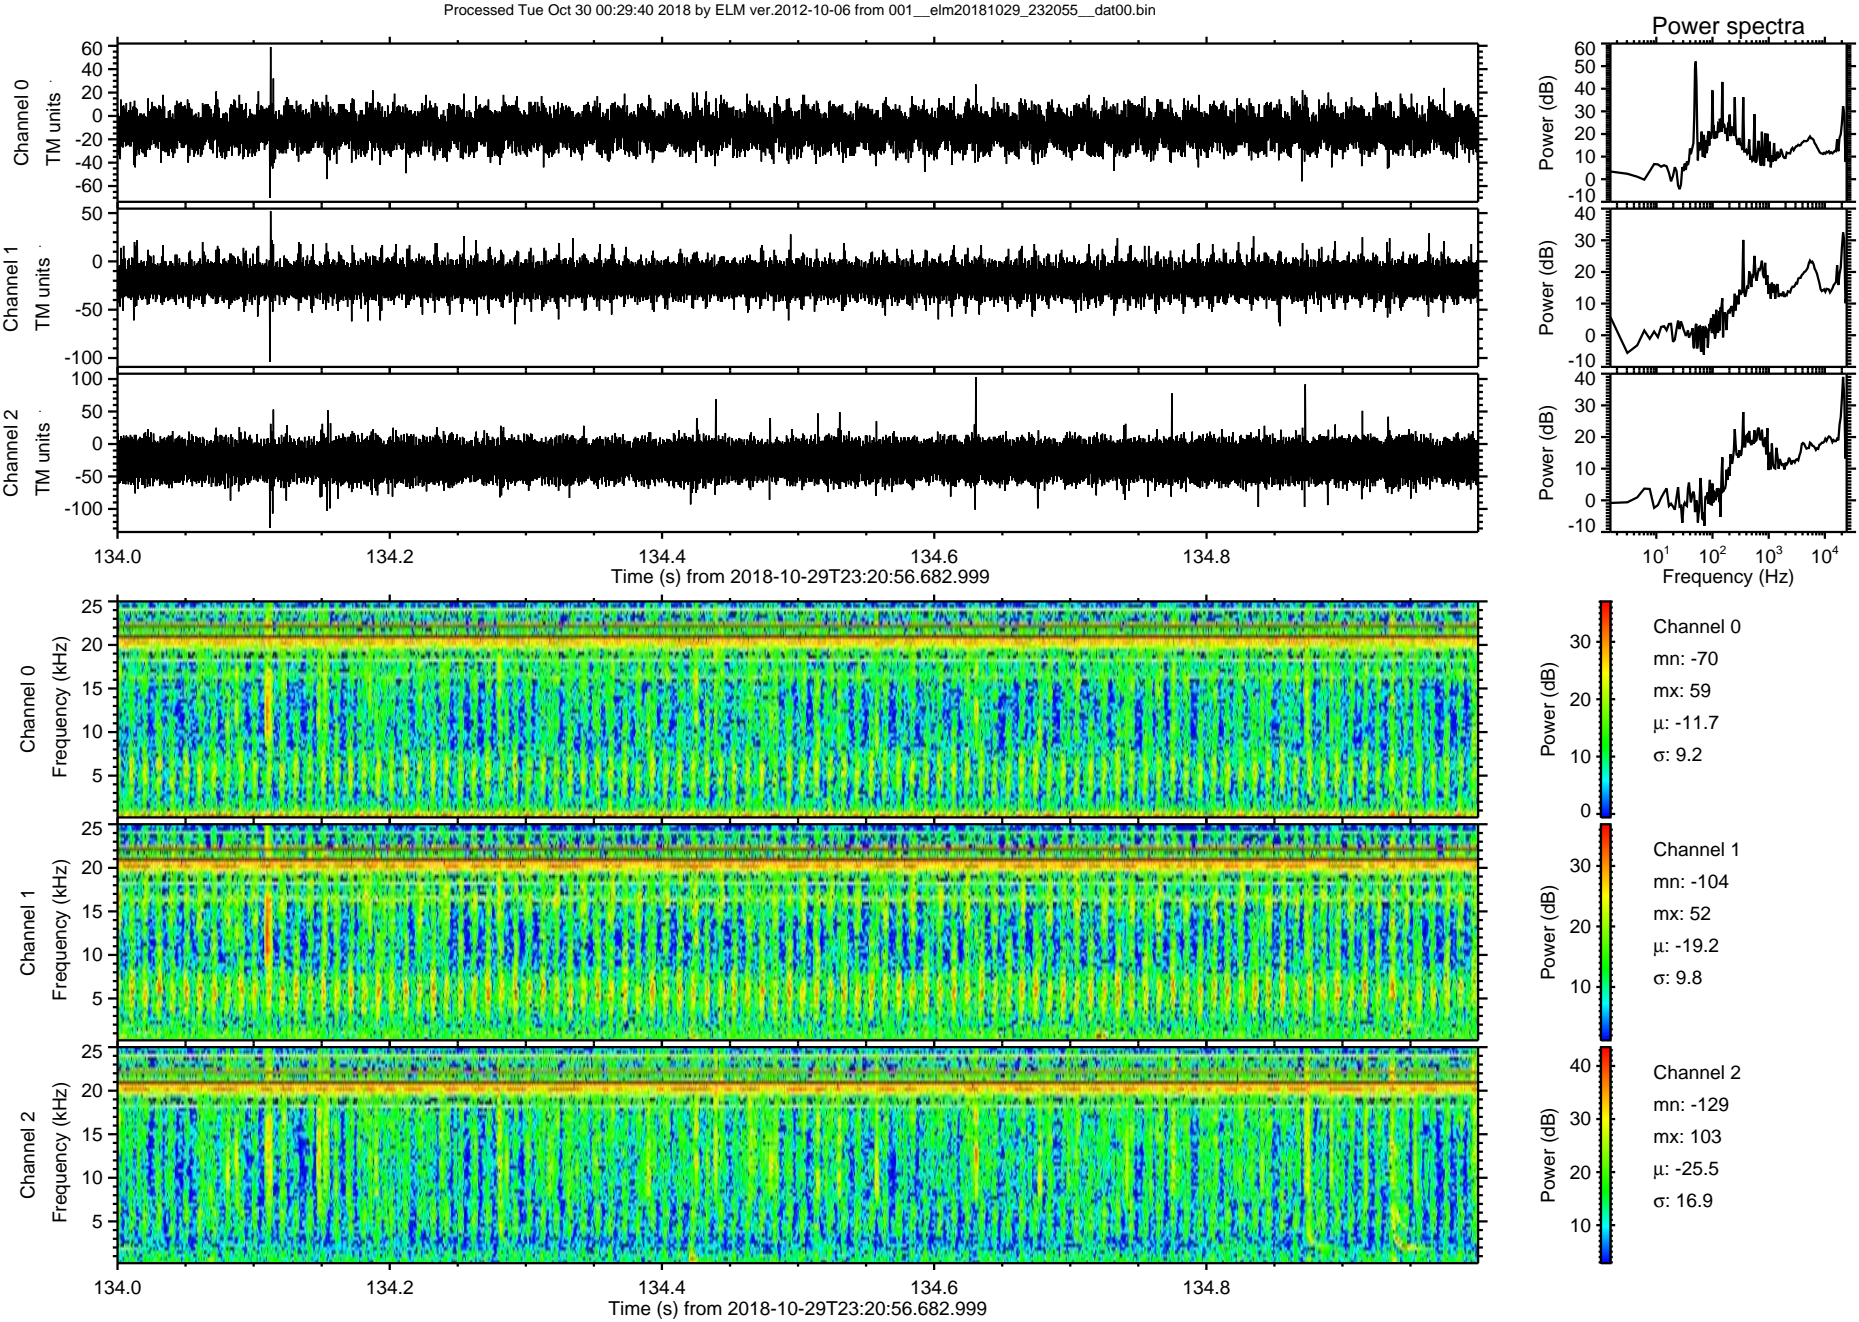 Processed Tue Oct 30 00:29:40 2018 by ELM ver.2012-10-06 from 001__elm20181029_232055__dat00.bin
Power spectra
Channel 0
TM units
60
40
20
0
-20
-40
-60
Power (dB)
60
50
40
30
20
10
0
-10
Channel 1
TM units
50
0
-50
-100
Power (dB)
40
30
20
10
0
-10
Channel 2
TM units
100
50
0
-50
-100
Power (dB)
40
30
20
10
0
-10
134.0 134.2 134.4 134.6 134.8
Time (s) from 2018-10-29T23:20:56.682.999
10¹ 10² 10³ 10⁴
Frequency (Hz)
Channel 0
Frequency (kHz)
25
20
15
10
5
Power (dB)
30
20
10
0
Channel 0
mn: -70
mx: 59
μ: -11.7
σ: 9.2
Channel 1
Frequency (kHz)
25
20
15
10
5
Power (dB)
30
20
10
Channel 1
mn: -104
mx: 52
μ: -19.2
σ: 9.8
Channel 2
Frequency (kHz)
25
20
15
10
5
Power (dB)
40
30
20
10
Channel 2
mn: -129
mx: 103
μ: -25.5
σ: 16.9
134.0 134.2 134.4 134.6 134.8
Time (s) from 2018-10-29T23:20:56.682.999